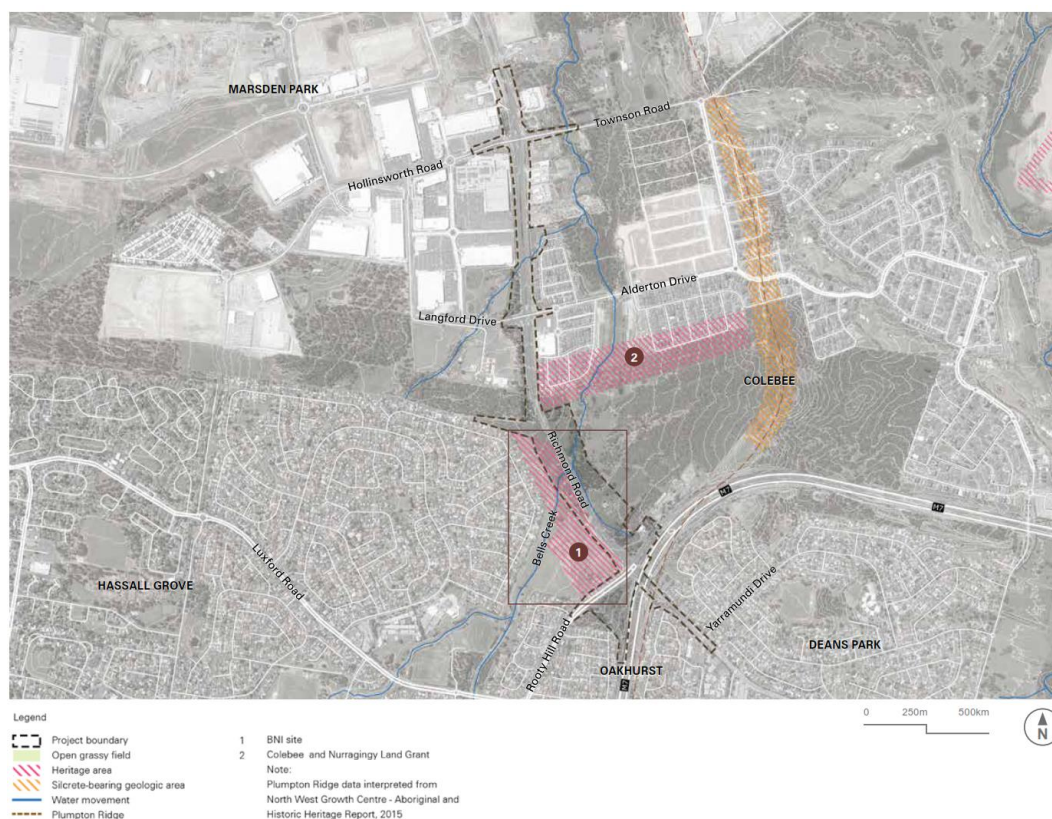 MARSDEN PARK
Townson Road
Hollinsworth Road
Alderton Drive
Langford Drive
2
COLEBEE
Richmond Road
M7
Bells Creek
1
Luxford Road
HASSALL GROVE
Yarramundi Drive
Rooty Hill Road
DEANS PARK
OAKHURST
M7
Legend
Project boundary
Open grassy field
Heritage area
Silcrete-bearing geologic area
Water movement
Plumpton Ridge
1 BNI site
2 Colebee and Nurragingy Land Grant
Note:
Plumpton Ridge data interpreted from
North West Growth Centre - Aboriginal and
Historic Heritage Report, 2015
0 250m 500km
N